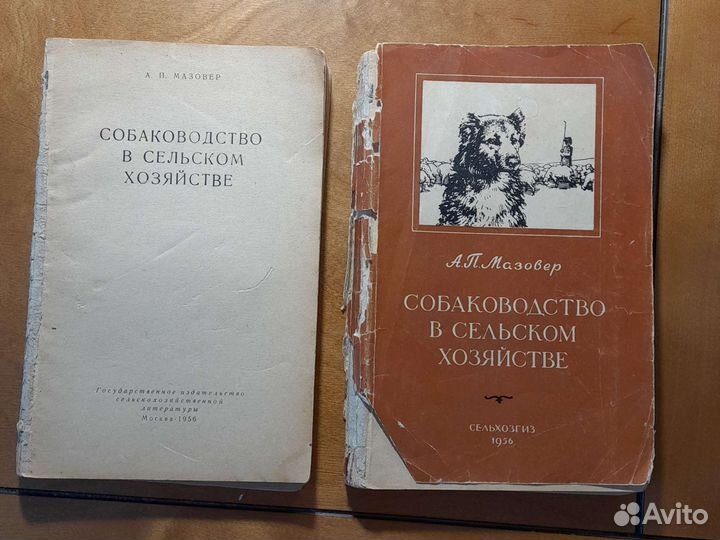 А. П. МАЗОВЕР
СОБАКОВОДСТВО
В СЕЛЬСКОМ
ХОЗЯЙСТВЕ
Государственное издательство
сельскохозяйственной
литературы
Москва-1956
А.П.Мазовер
СОБАКОВОДСТВО
В СЕЛЬСКОМ
ХОЗЯЙСТВЕ
СЕЛЬХОЗГИЗ
1956
Avito